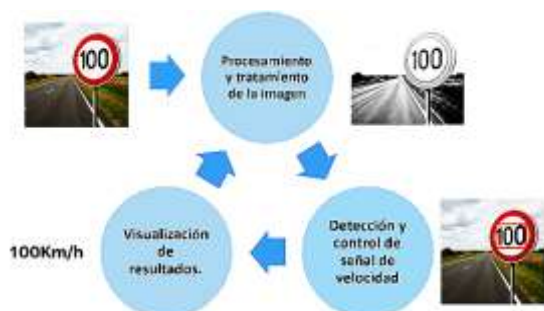 100
Procesamiento
y tratamiento
de la imagen
100
100Km/h
Visualización
de
resultados.
Detección y
control de
señal de
velocidad
100